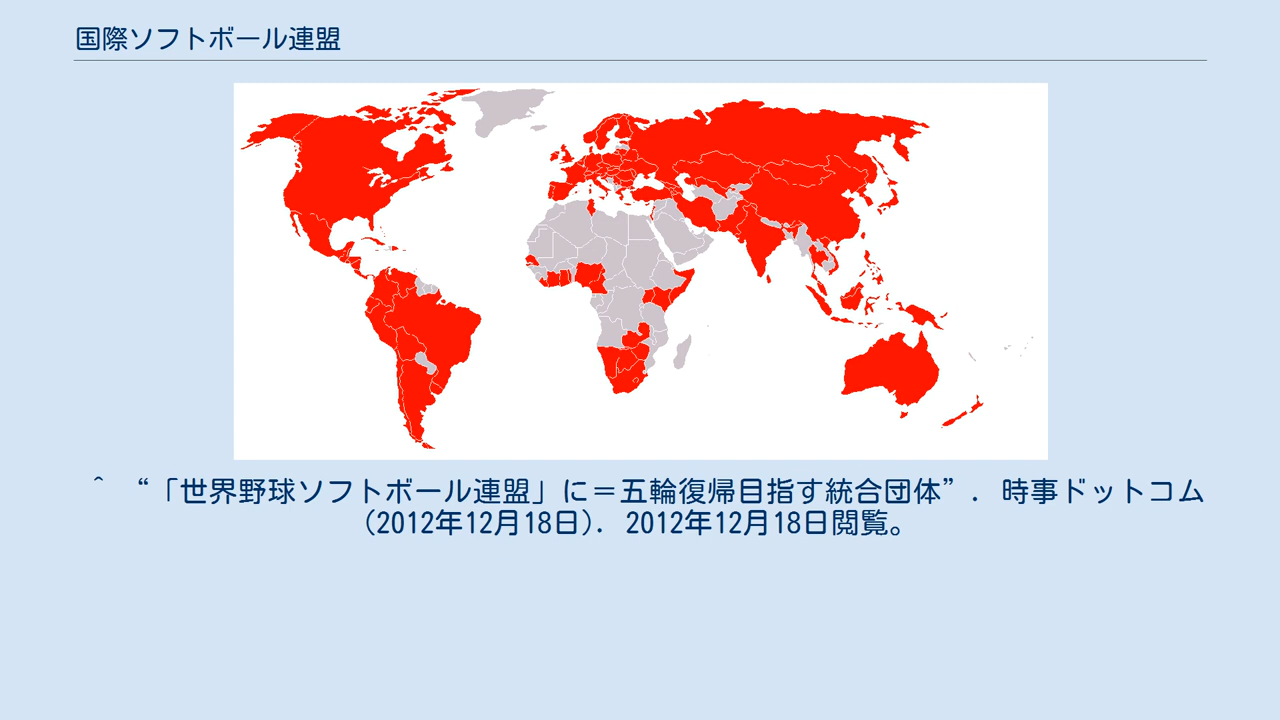 国際ソフトボール連盟
^ “「世界野球ソフトボール連盟」に＝五輪復帰目指す統合団体”. 時事ドットコム
(2012年12月18日). 2012年12月18日閲覧。